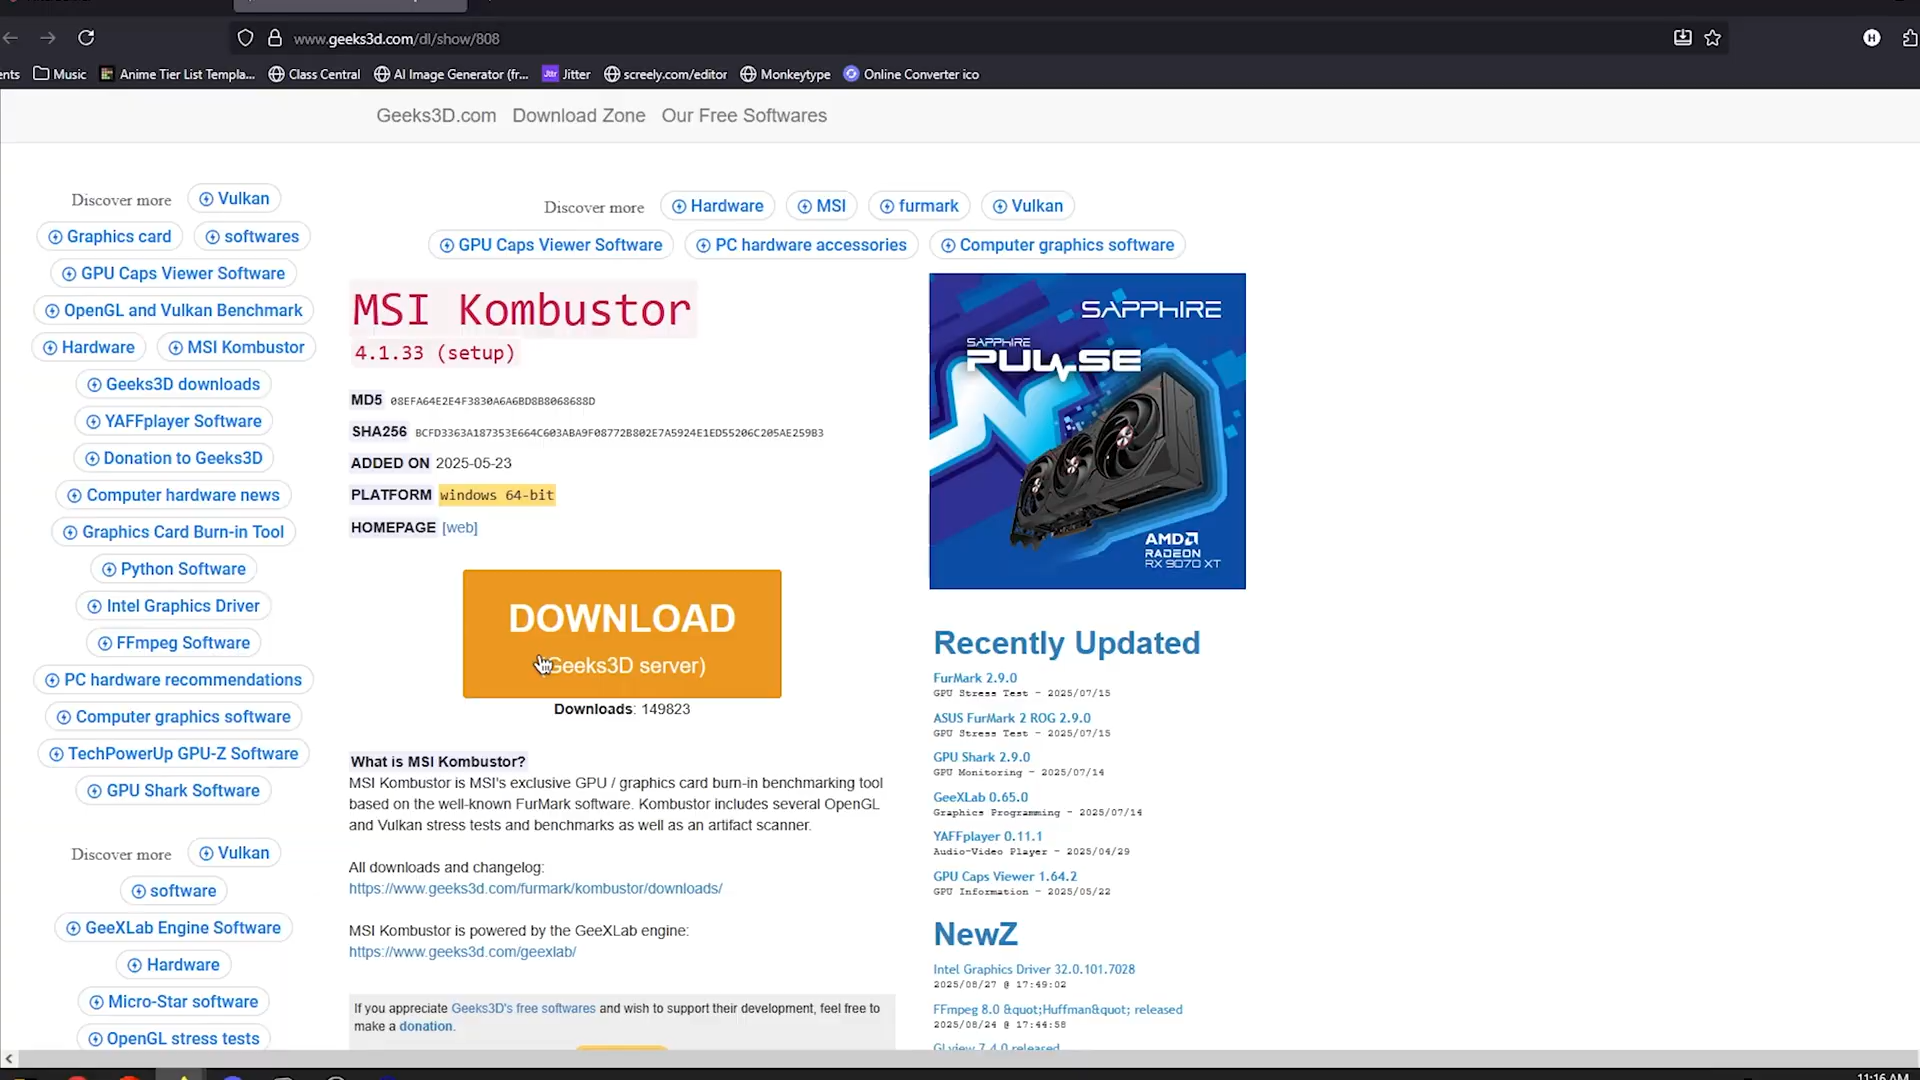 www.geeks3d.com/dl/show/808
Music
Anime Tier List Templa...
Class Central
AI Image Generator (fr...
Jitter
screely.com/editor
Monkeytype
Online Converter ico
Geeks3D.com Download Zone Our Free Softwares
Discover more
Vulkan
Graphics card
softwares
GPU Caps Viewer Software
OpenGL and Vulkan Benchmark
Hardware
MSI Kombustor
Geeks3D downloads
YAFFplayer Software
Donation to Geeks3D
Computer hardware news
Graphics Card Burn-in Tool
Python Software
Intel Graphics Driver
FFmpeg Software
PC hardware recommendations
Computer graphics software
TechPowerUp GPU-Z Software
GPU Shark Software
Discover more
Vulkan
software
GeeXLab Engine Software
Hardware
Micro-Star software
OpenGL stress tests
Discover more
Hardware
MSI
furmark
Vulkan
GPU Caps Viewer Software
PC hardware accessories
Computer graphics software
MSI Kombustor
4.1.33 (setup)
MD5 08EFA64E2E4F3830A6A6BD8B8068688D
SHA256 BCFD3363A187353E664C603ABA9F08772B802E7A5924E1ED55206C205AE259B3
ADDED ON 2025-05-23
PLATFORM windows 64-bit
HOMEPAGE [web]
DOWNLOAD
Geeks3D server)
Downloads: 149823
What is MSI Kombustor?
MSI Kombustor is MSI's exclusive GPU / graphics card burn-in benchmarking tool
based on the well-known FurMark software. Kombustor includes several OpenGL
and Vulkan stress tests and benchmarks as well as an artifact scanner.
All downloads and changelog:
https://www.geeks3d.com/furmark/kombustor/downloads/
MSI Kombustor is powered by the GeeXLab engine:
https://www.geeks3d.com/geexlab/
If you appreciate Geeks3D's free softwares and wish to support their development, feel free to
make a donation.
SAPPHIRE
SAPPHIRE
PULSE
AMD
RADEON
RX 9070 XT
Recently Updated
FurMark 2.9.0
GPU Stress Test - 2025/07/15
ASUS FurMark 2 ROG 2.9.0
GPU Stress Test - 2025/07/15
GPU Shark 2.9.0
GPU Monitoring - 2025/07/14
GeeXLab 0.65.0
Graphics Programming - 2025/07/14
YAFFplayer 0.11.1
Audio-Video Player - 2025/04/29
GPU Caps Viewer 1.64.2
GPU Information - 2025/05/22
NewZ
Intel Graphics Driver 32.0.101.7028
2025/08/27 @ 17:49:02
FFmpeg 8.0 &quot;Huffman&quot; released
2025/08/24 @ 17:44:58
GLview 7.4.0 released
11:16 AM